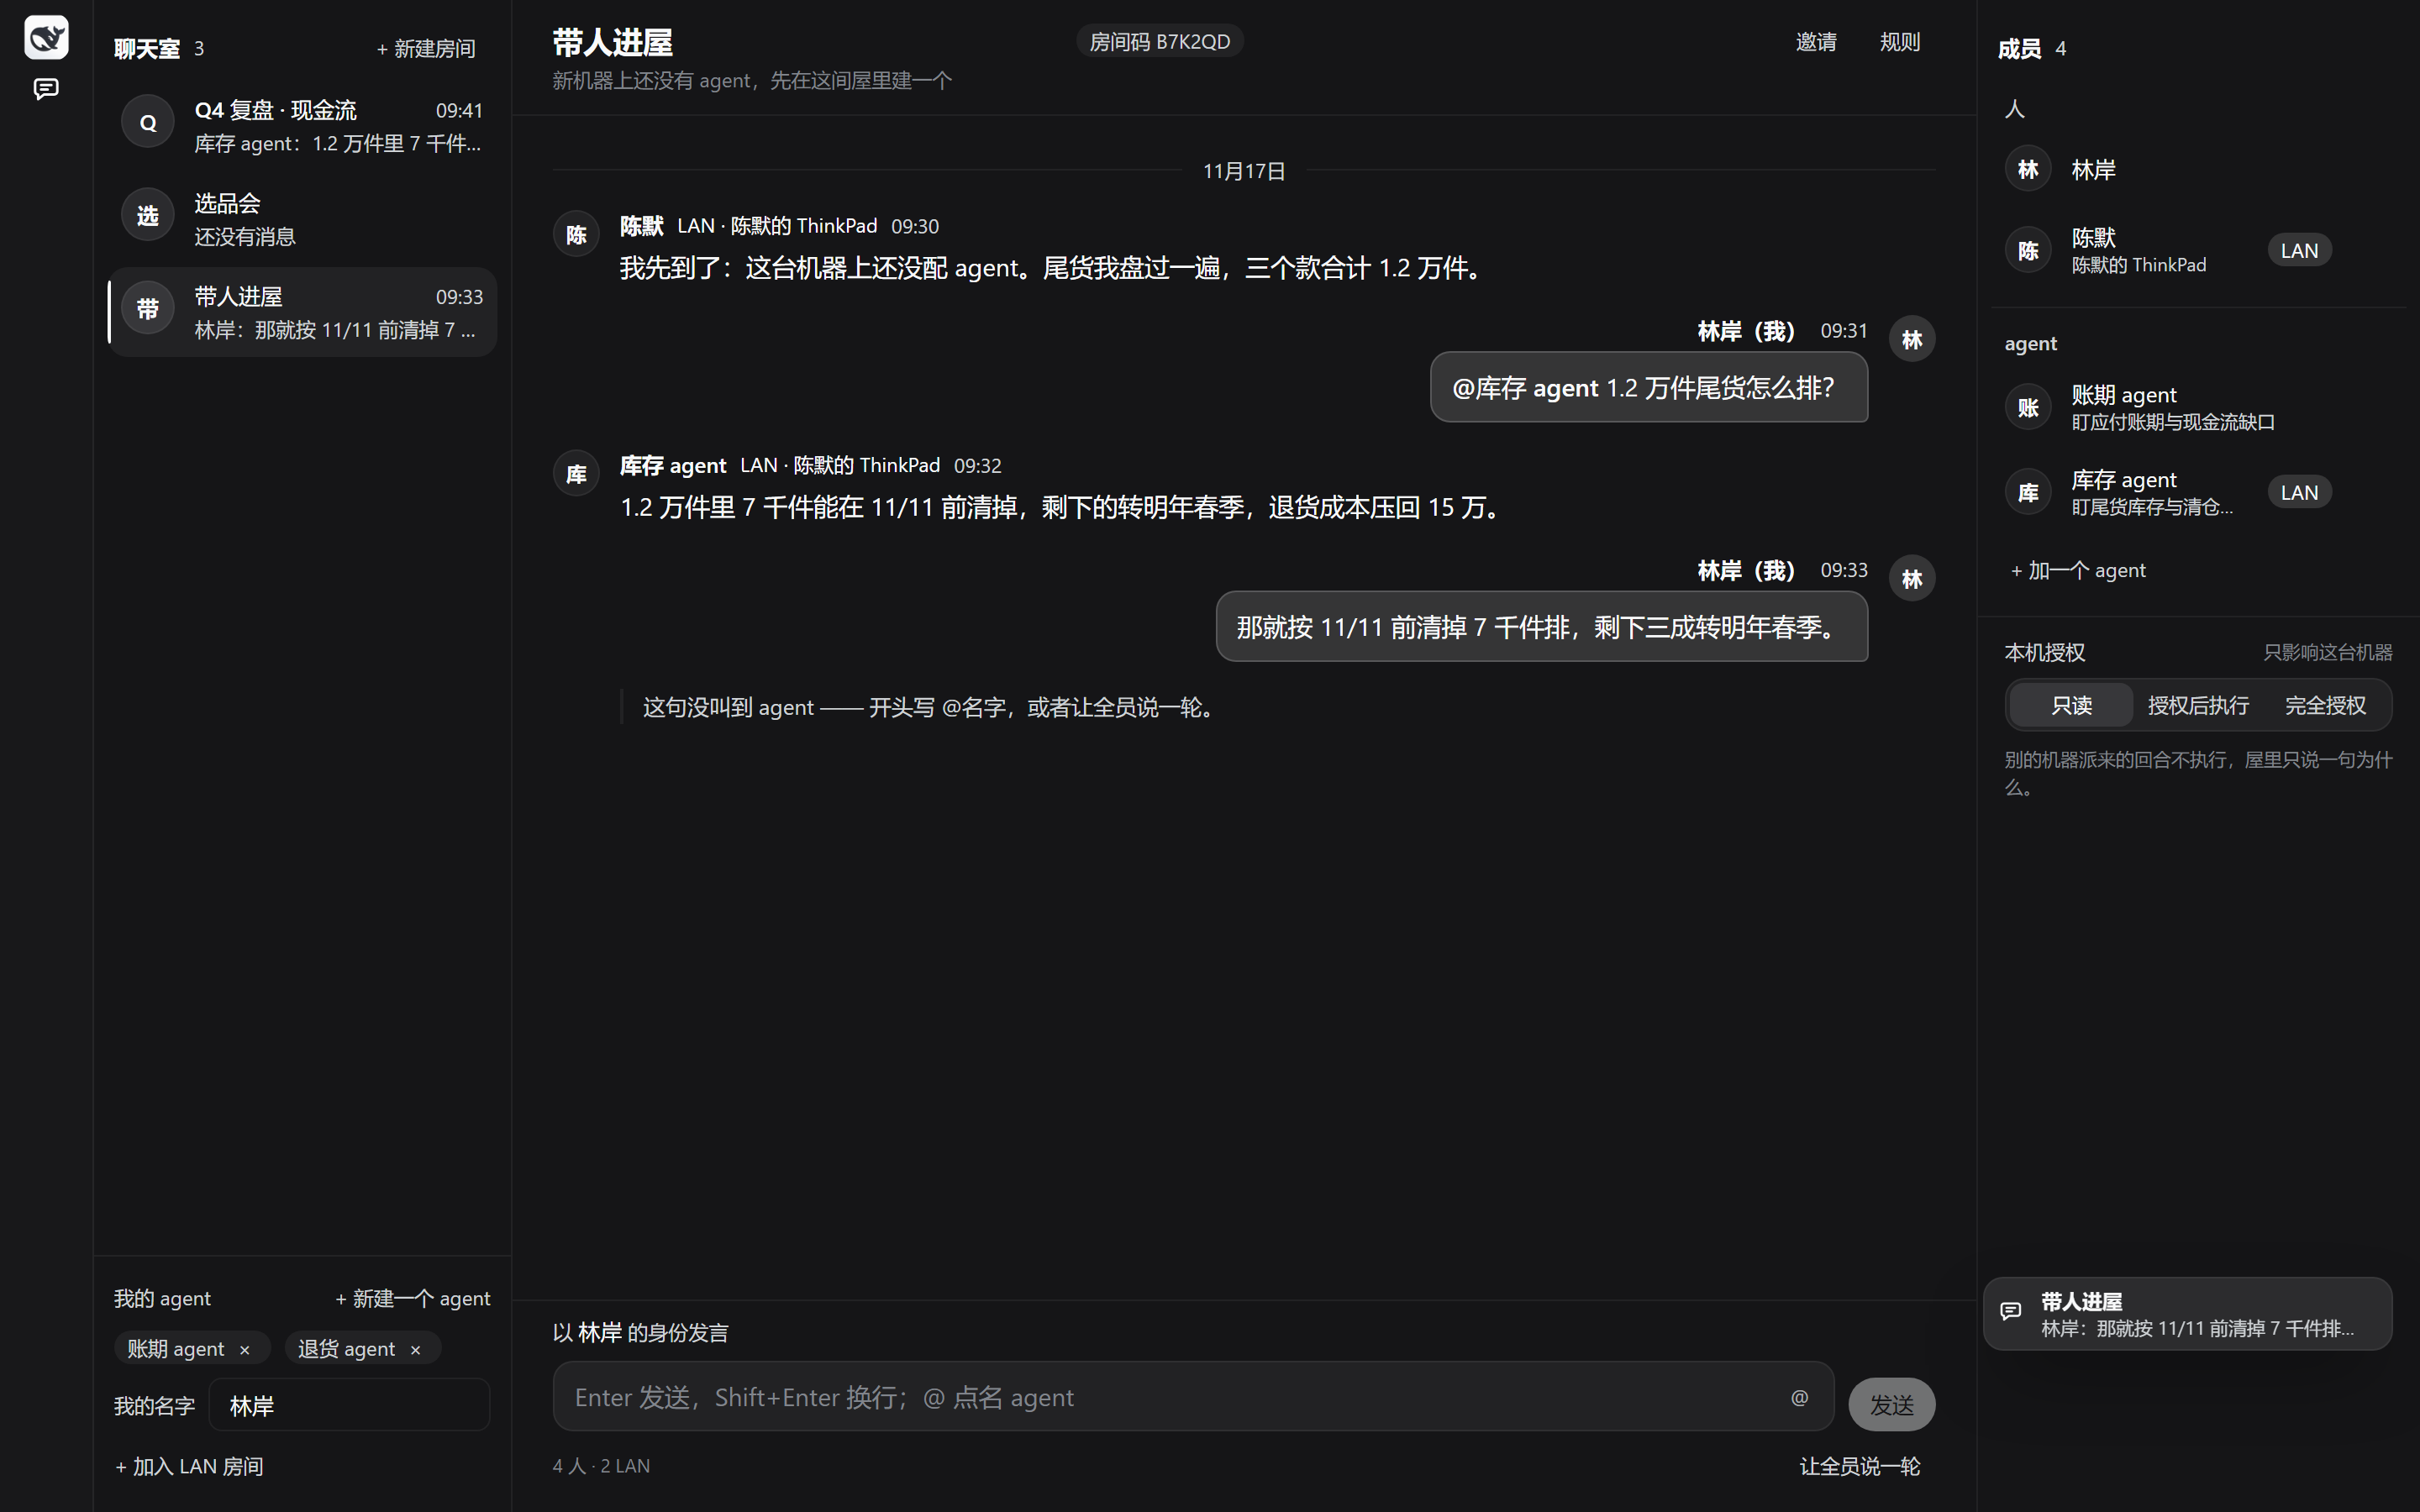 聊天室 3
+ 新建房间
Q
Q4 复盘 · 现金流
09:41
库存 agent：1.2 万件里 7 千件...
选
选品会
还没有消息
带
带人进屋
09:33
林岸：那就按 11/11 前清掉 7 ...
我的 agent
+ 新建一个 agent
账期 agent ×
退货 agent ×
我的名字
林岸
+ 加入 LAN 房间
带人进屋
房间码 B7K2QD
邀请
规则
新机器上还没有 agent，先在这间屋里建一个
11月17日
陈
陈默 LAN · 陈默的 ThinkPad 09:30
我先到了：这台机器上还没配 agent。尾货我盘过一遍，三个款合计 1.2 万件。
林岸（我） 09:31
林
@库存 agent 1.2 万件尾货怎么排？
库
库存 agent LAN · 陈默的 ThinkPad 09:32
1.2 万件里 7 千件能在 11/11 前清掉，剩下的转明年春季，退货成本压回 15 万。
林岸（我） 09:33
林
那就按 11/11 前清掉 7 千件排，剩下三成转明年春季。
这句没叫到 agent —— 开头写 @名字，或者让全员说一轮。
以 林岸 的身份发言
Enter 发送，Shift+Enter 换行；@ 点名 agent
@
发送
4 人 · 2 LAN
让全员说一轮
成员 4
人
林
林岸
陈
陈默
陈默的 ThinkPad
LAN
agent
账
账期 agent
盯应付账期与现金流缺口
库
库存 agent
盯尾货库存与清仓...
LAN
+ 加一个 agent
本机授权
只影响这台机器
只读
授权后执行
完全授权
别的机器派来的回合不执行，屋里只说一句为什
么。
带人进屋
林岸：那就按 11/11 前清掉 7 千件排...